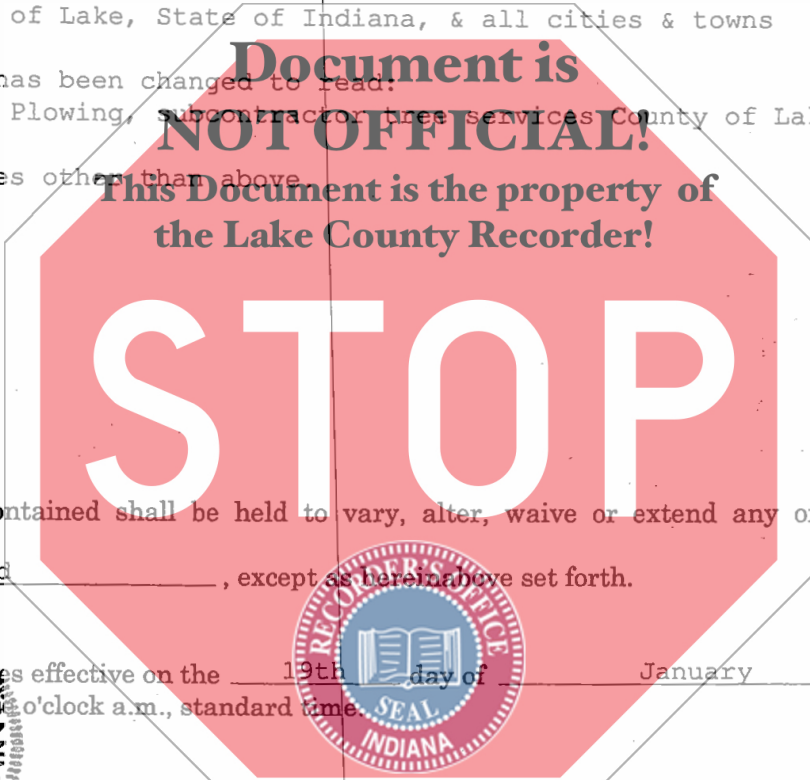 of Lake, State of Indiana, & all cities & towns
Document is
has been changed to read:
Plowing, subcontractor tree services County of La
NOT OFFICIAL!
es other than above.
This Document is the property of
the Lake County Recorder!
STOP
ontained shall be held to vary, alter, waive or extend any o
d , except as hereinabove set forth.
RECORDER'S OFFICE
es effective on the 19th day of January
o'clock a.m., standard time.
SEAL
INDIANA